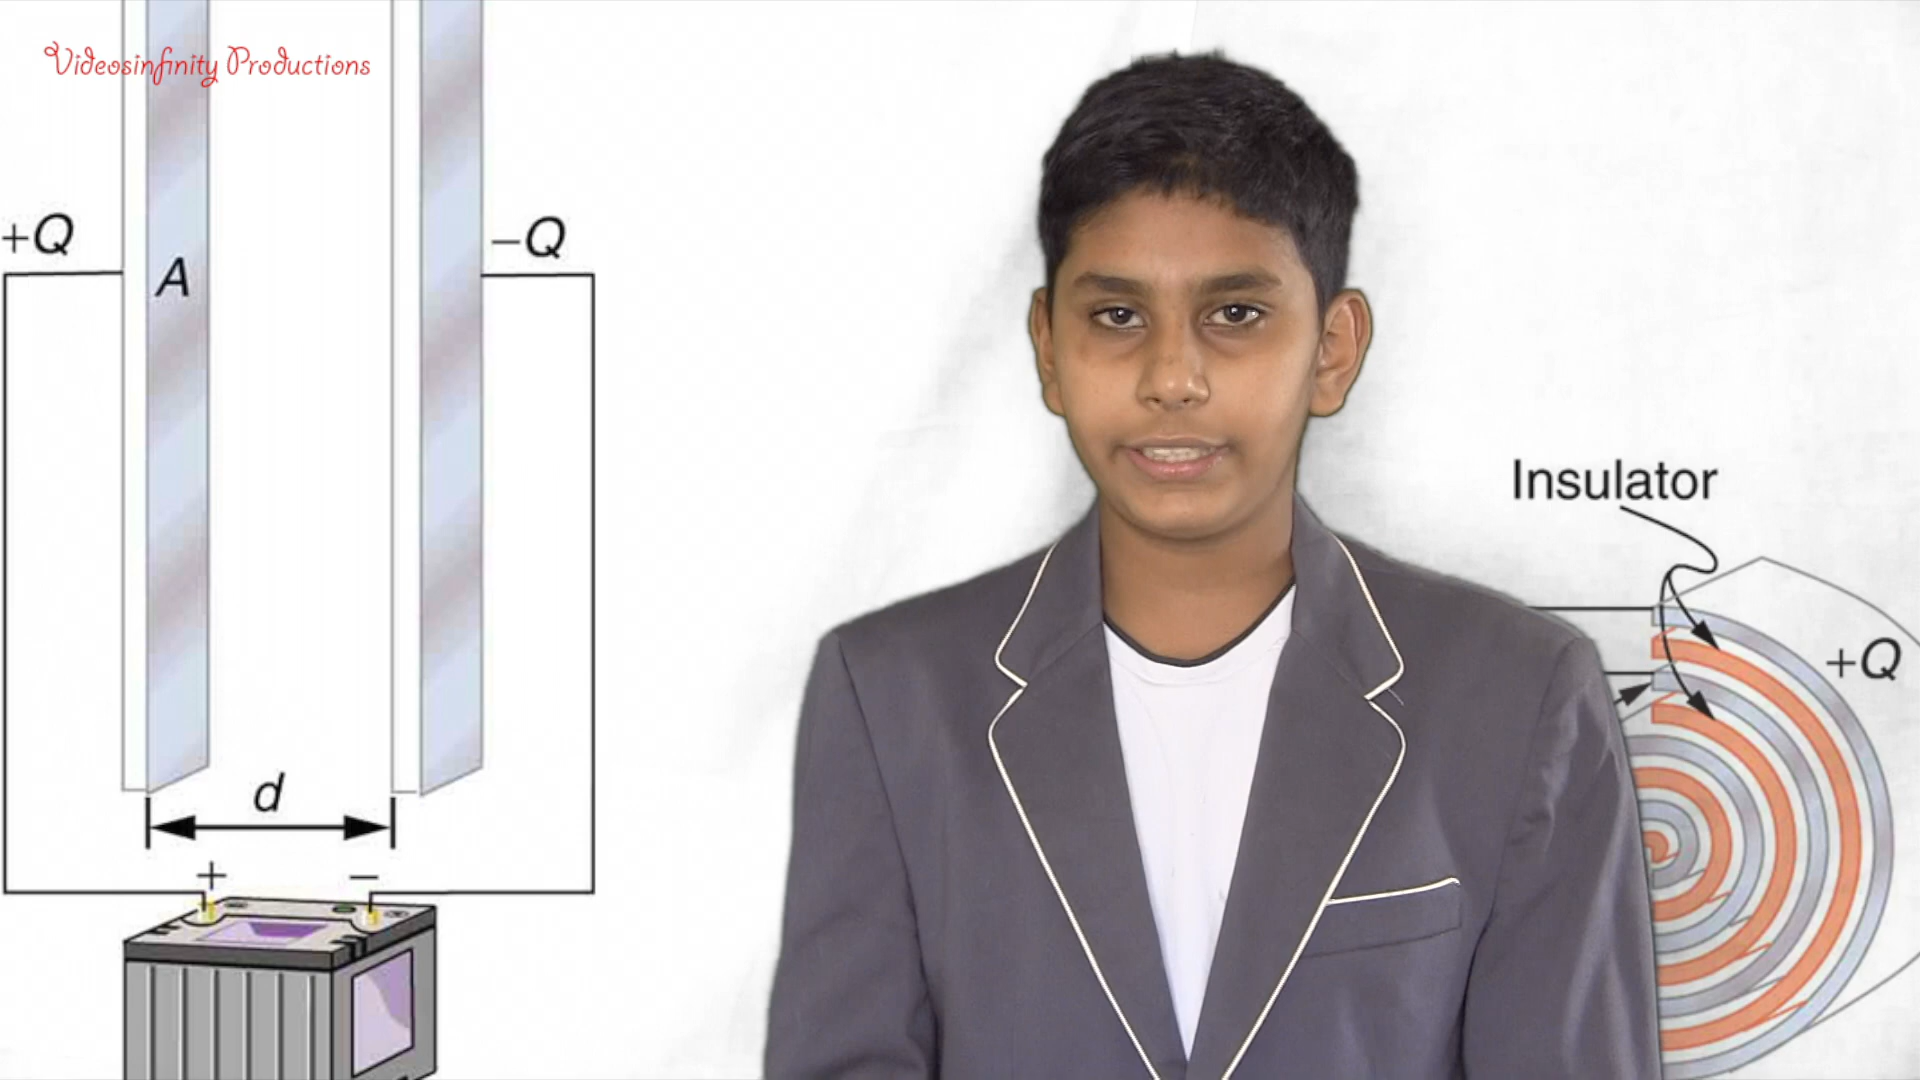 Videosinfinity Productions
+Q
A
−Q
d
+
−
Insulator
+Q